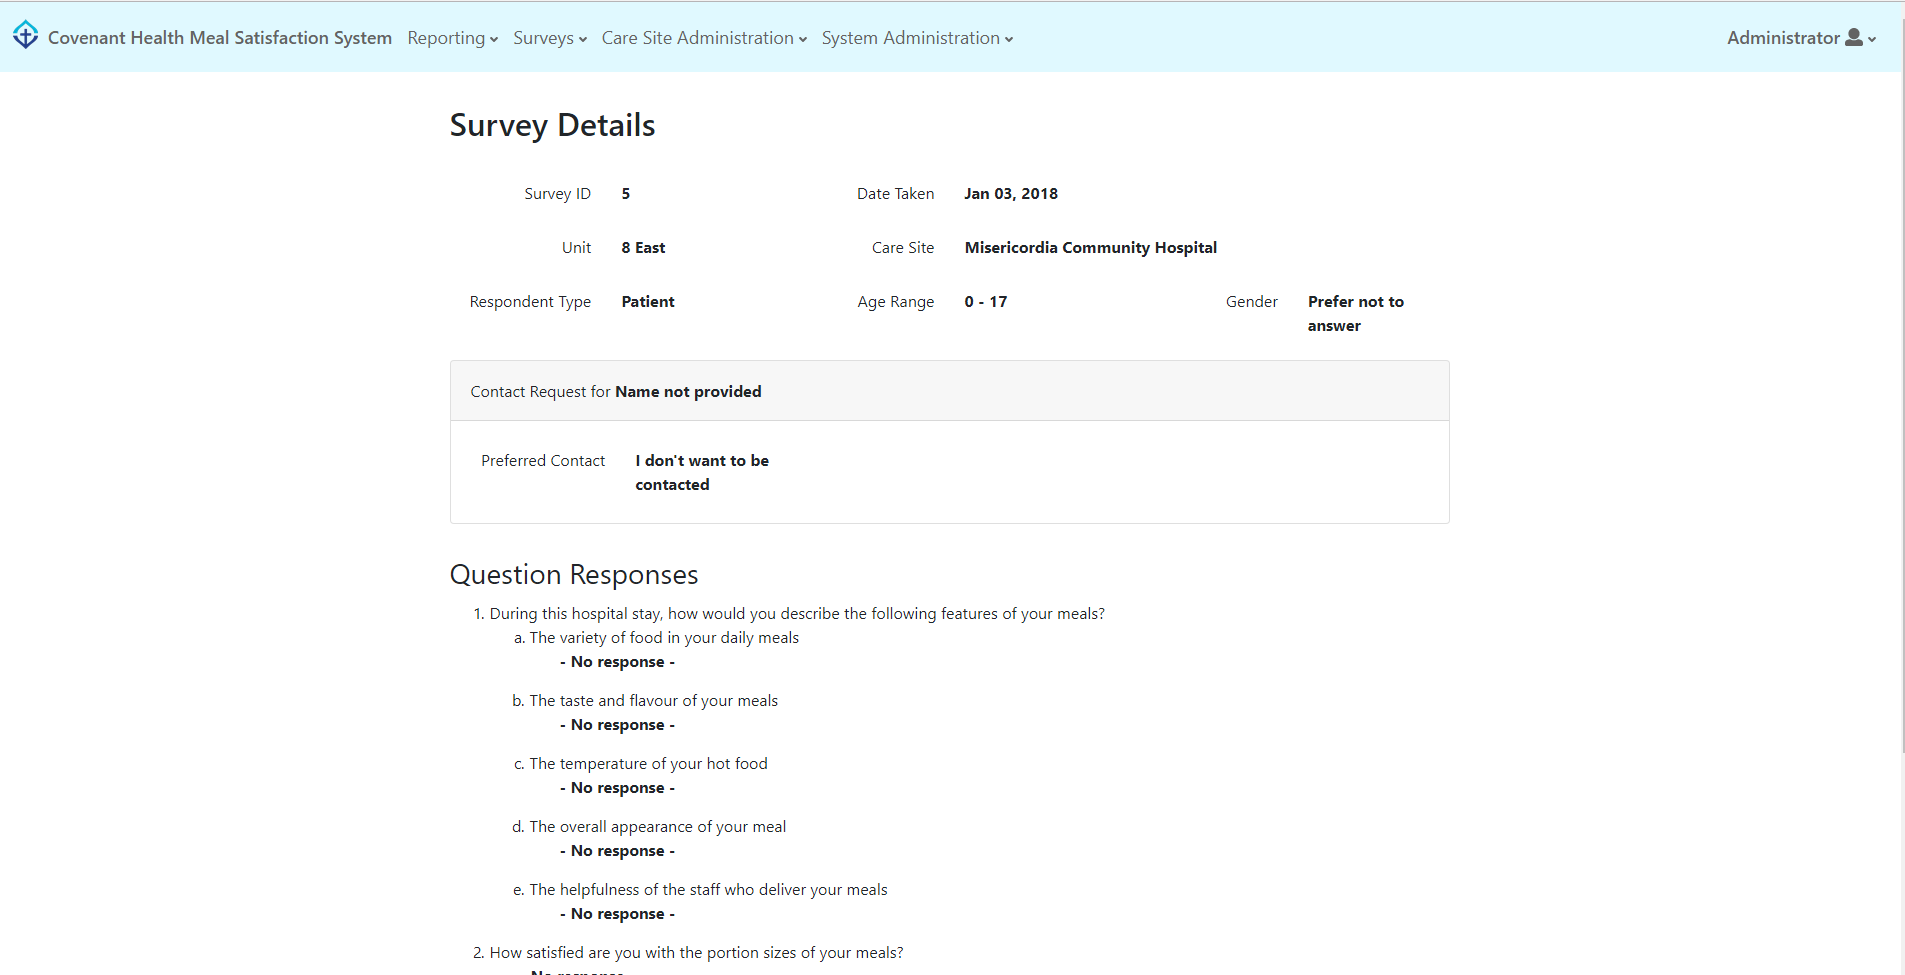 Covenant Health Meal Satisfaction System Reporting Surveys Care Site Administration System Administration Administrator
Survey Details
Survey ID 5 Date Taken Jan 03, 2018
Unit 8 East Care Site Misericordia Community Hospital
Respondent Type Patient Age Range 0 - 17 Gender Prefer not to
answer
Contact Request for Name not provided
Preferred Contact I don't want to be
contacted
Question Responses
1. During this hospital stay, how would you describe the following features of your meals?
a. The variety of food in your daily meals
- No response -
b. The taste and flavour of your meals
- No response -
c. The temperature of your hot food
- No response -
d. The overall appearance of your meal
- No response -
e. The helpfulness of the staff who deliver your meals
- No response -
2. How satisfied are you with the portion sizes of your meals?
No response